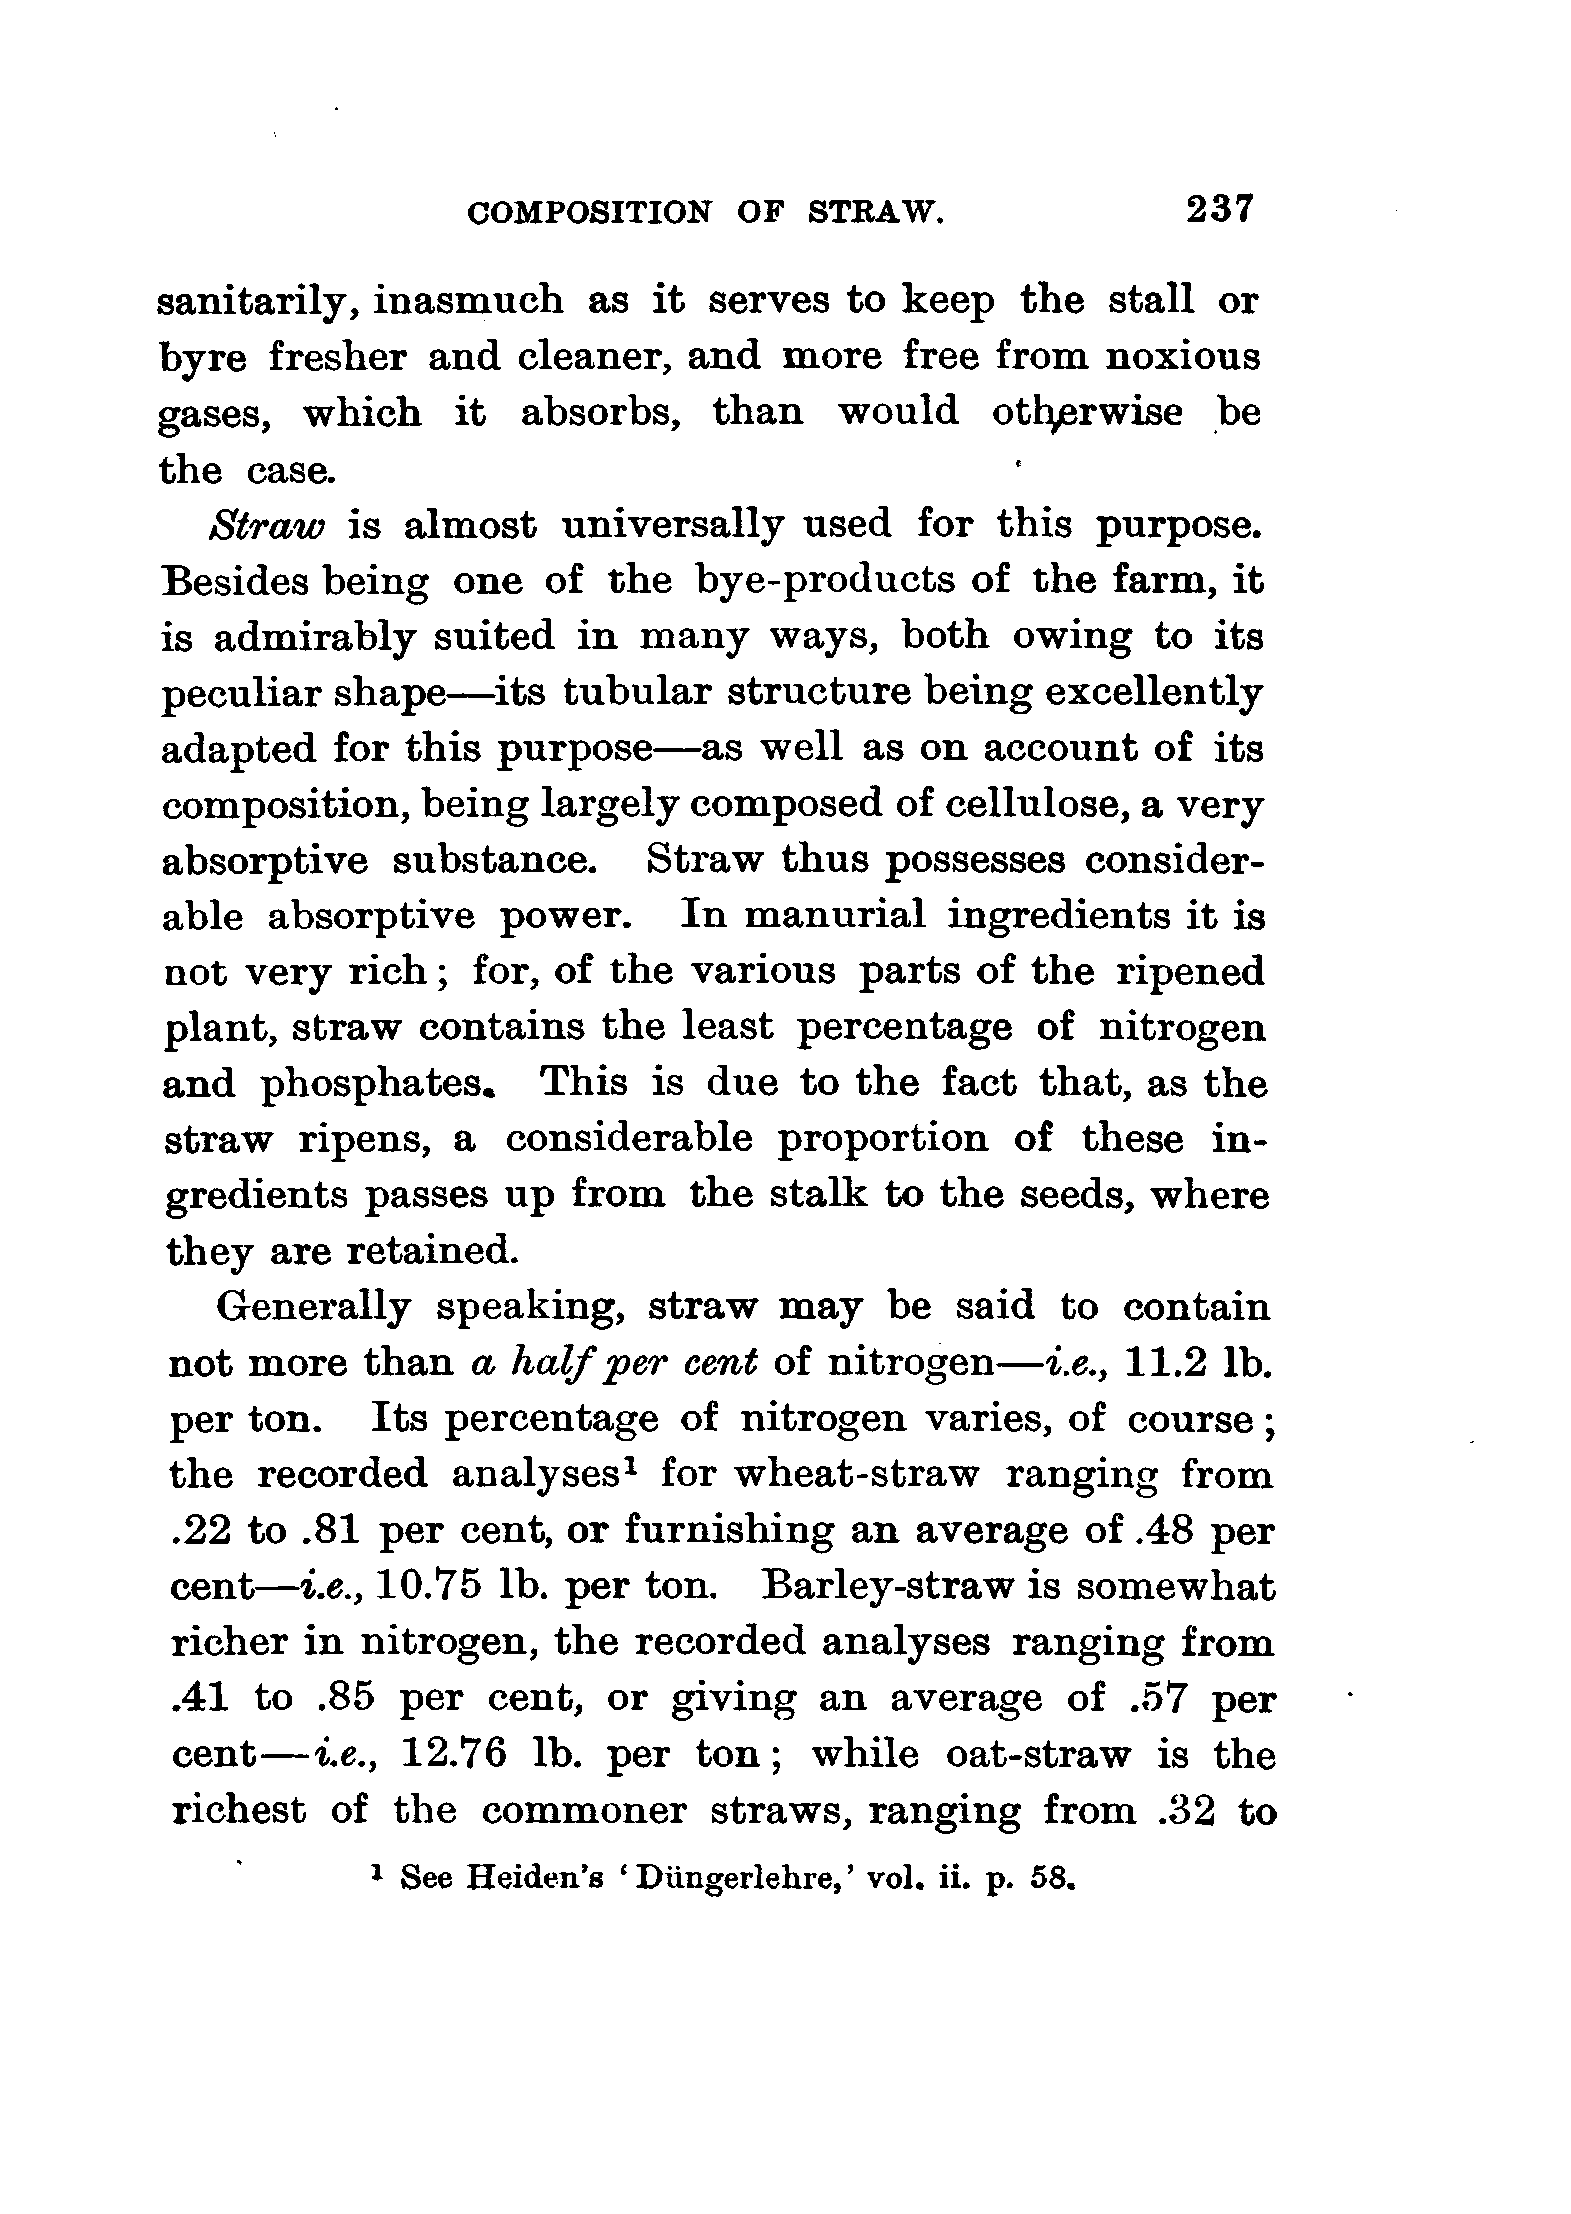 COMPOSITION OF STRAW. 237
sanitarily, inasmuch as it serves to keep the stall or
byre fresher and cleaner, and more free from noxious
gases, which it absorbs, than would otherwise be
the case.
Straw is almost universally used for this purpose.
Besides being one of the bye-products of the farm, it
is admirably suited in many ways, both owing to its
peculiar shape—its tubular structure being excellently
adapted for this purpose—as well as on account of its
composition, being largely composed of cellulose, a very
absorptive substance. Straw thus possesses consider-
able absorptive power. In manurial ingredients it is
not very rich; for, of the various parts of the ripened
plant, straw contains the least percentage of nitrogen
and phosphates. This is due to the fact that, as the
straw ripens, a considerable proportion of these in-
gredients passes up from the stalk to the seeds, where
they are retained.
Generally speaking, straw may be said to contain
not more than a half per cent of nitrogen—i.e., 11.2 lb.
per ton. Its percentage of nitrogen varies, of course;
the recorded analyses¹ for wheat-straw ranging from
.22 to .81 per cent, or furnishing an average of .48 per
cent—i.e., 10.75 lb. per ton. Barley-straw is somewhat
richer in nitrogen, the recorded analyses ranging from
.41 to .85 per cent, or giving an average of .57 per
cent—i.e., 12.76 lb. per ton; while oat-straw is the
richest of the commoner straws, ranging from .32 to
¹ See Heiden's ‘Düngerlehre,’ vol. ii. p. 58.